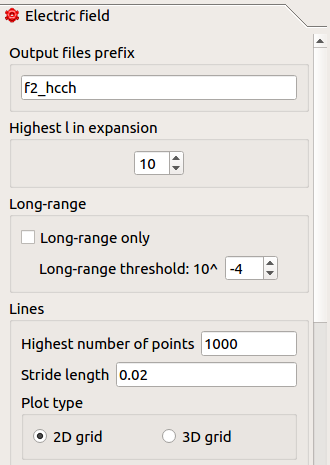 Electric field
Output files prefix
f2_hcch
Highest l in expansion
10
Long-range
Long-range only
Long-range threshold: 10^ -4
Lines
Highest number of points 1000
Stride length 0.02
Plot type
2D grid 3D grid